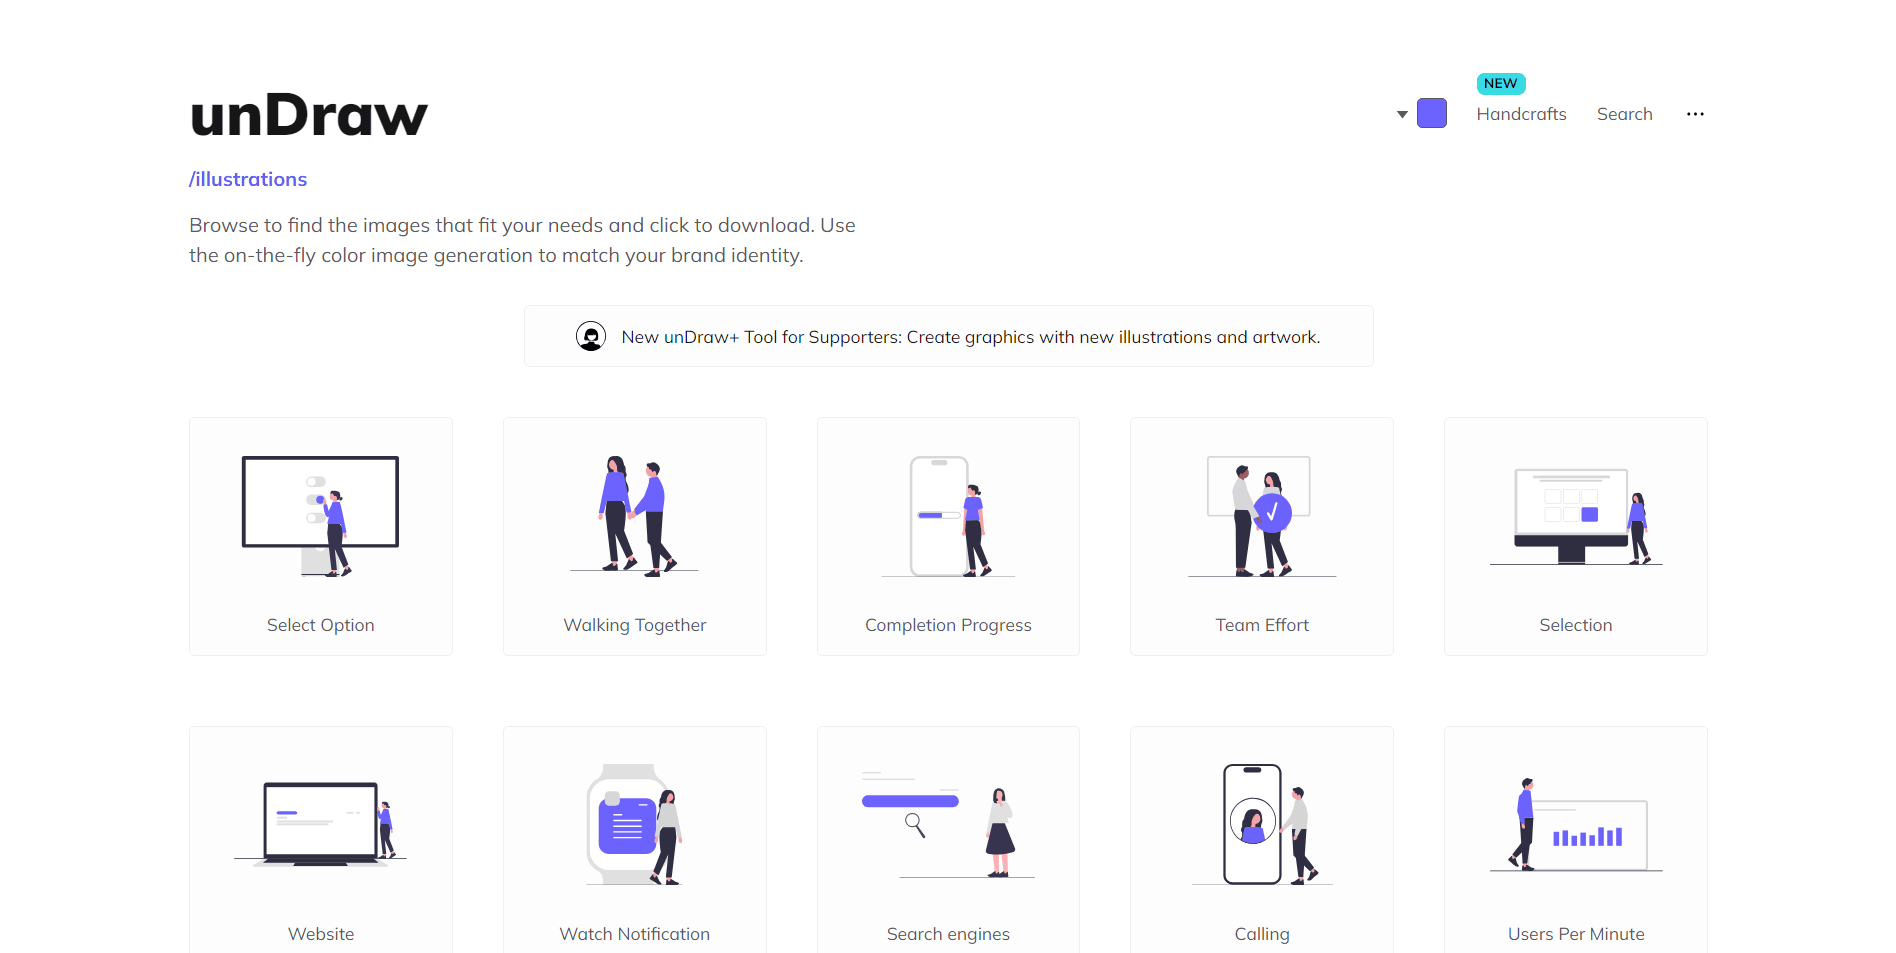 unDraw
NEW
Handcrafts
Search
/illustrations
Browse to find the images that fit your needs and click to download. Use
the on-the-fly color image generation to match your brand identity.
New unDraw+ Tool for Supporters: Create graphics with new illustrations and artwork.
Select Option
Walking Together
Completion Progress
Team Effort
Selection
Website
Watch Notification
Search engines
Calling
Users Per Minute